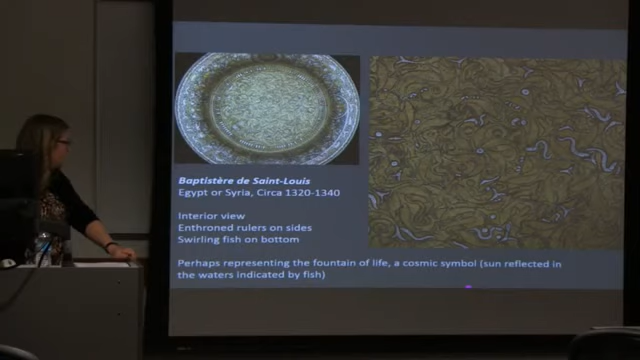 Baptistère de Saint-Louis
Egypt or Syria, Circa 1320-1340
Interior view
Enthroned rulers on sides
Swirling fish on bottom
Perhaps representing the fountain of life, a cosmic symbol (sun reflected in
the waters indicated by fish)